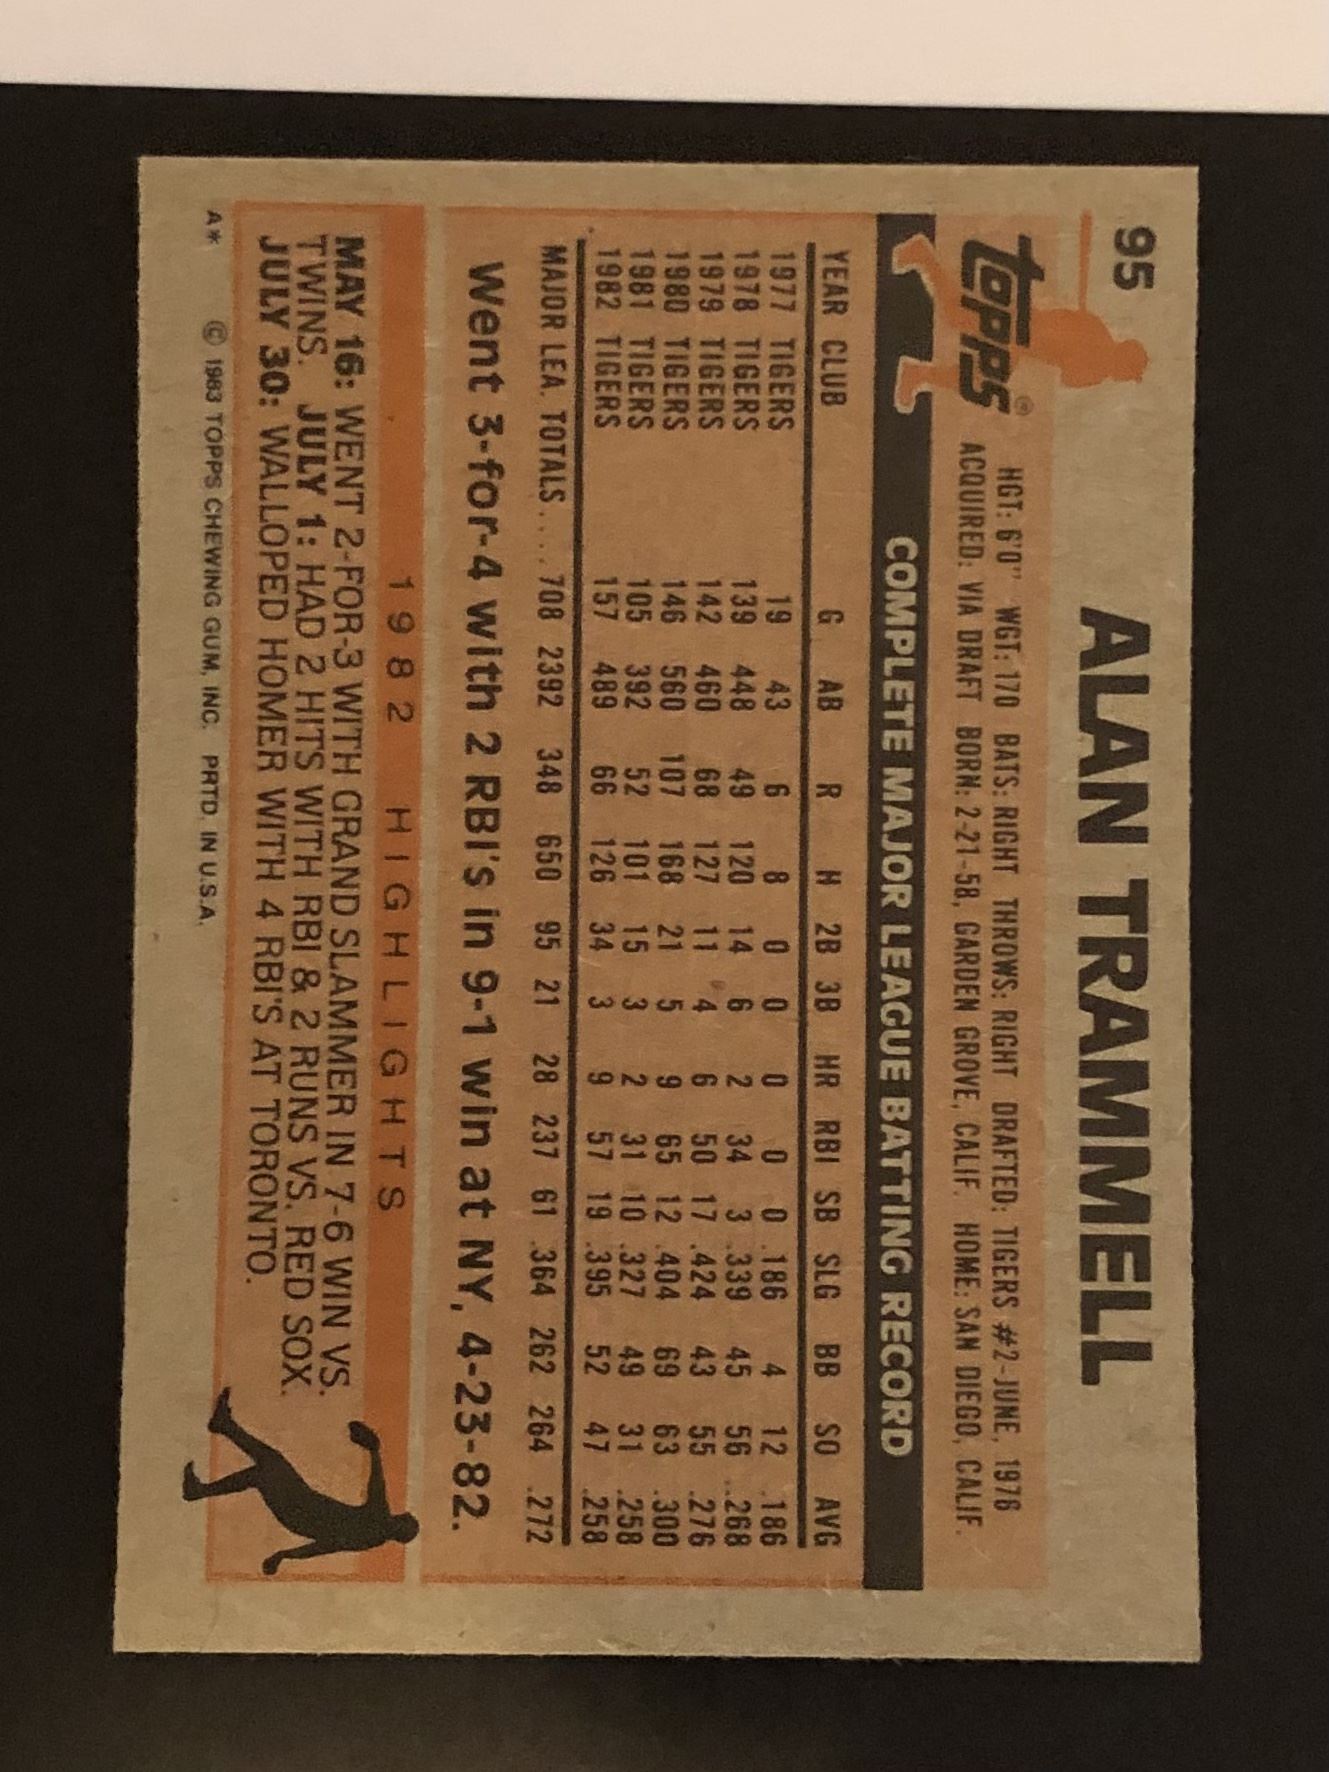 95 ALAN TRAMMELL
topps®
HGT: 6'0" WGT: 170 BATS: RIGHT THROWS: RIGHT DRAFTED: TIGERS #2-JUNE, 1976
ACQUIRED: VIA DRAFT BORN: 2-21-58, GARDEN GROVE, CALIF. HOME: SAN DIEGO, CALIF.
COMPLETE MAJOR LEAGUE BATTING RECORD
YEAR CLUB G AB R H 2B 3B HR RBI SB SLG BB SO AVG
1977 TIGERS 19 43 6 8 0 0 0 0 0 .186 4 12 .186
1978 TIGERS 139 448 49 120 14 6 2 34 3 .339 45 56 .268
1979 TIGERS 142 460 68 127 11 4 6 50 17 .424 43 55 .276
1980 TIGERS 146 560 107 168 21 5 9 65 12 .404 69 63 .300
1981 TIGERS 105 392 52 101 15 3 2 31 10 .327 49 31 .258
1982 TIGERS 157 489 66 126 34 3 9 57 19 .395 52 47 .258
MAJOR LEA. TOTALS.... 708 2392 348 650 95 21 28 237 61 .364 262 264 .272
Went 3-for-4 with 2 RBI's in 9-1 win at NY, 4-23-82.
1982 HIGHLIGHTS
MAY 16: WENT 2-FOR-3 WITH GRAND SLAMMER IN 7-6 WIN VS.
TWINS. JULY 1: HAD 2 HITS WITH RBI & 2 RUNS VS. RED SOX.
JULY 30: WALLOPED HOMER WITH 4 RBI'S AT TORONTO.
A* © 1983 TOPPS CHEWING GUM, INC. PRTD. IN U.S.A.